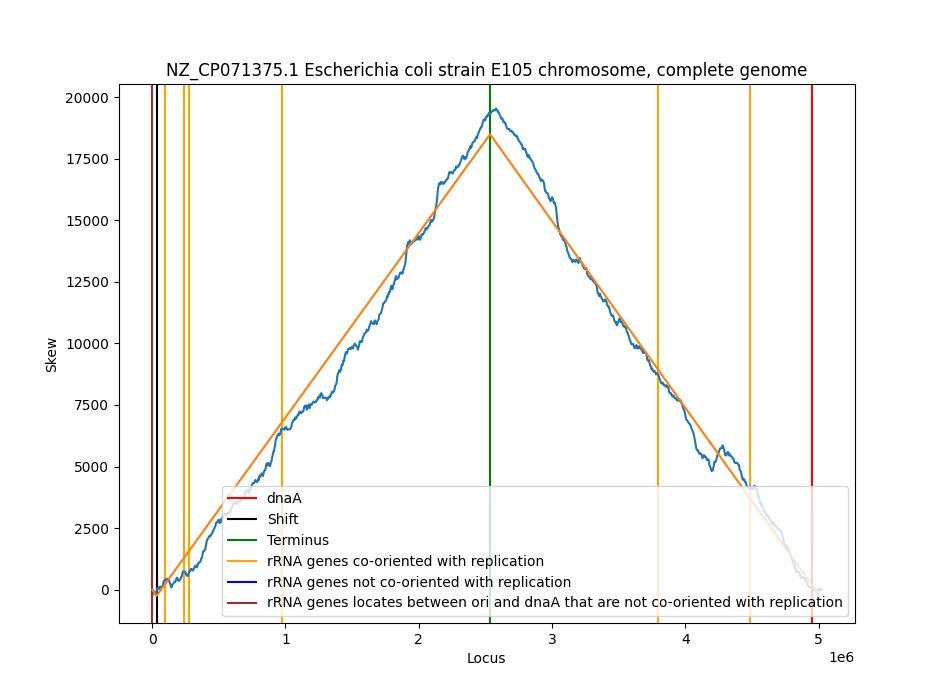 NZ_CP071375.1 Escherichia coli strain E105 chromosome, complete genome
20000
17500
15000
12500
10000
7500
5000
2500
0
Skew
dnaA
Shift
Terminus
rRNA genes co-oriented with replication
rRNA genes not co-oriented with replication
rRNA genes locates between ori and dnaA that are not co-oriented with replication
0 1 2 3 4 5
1e6
Locus